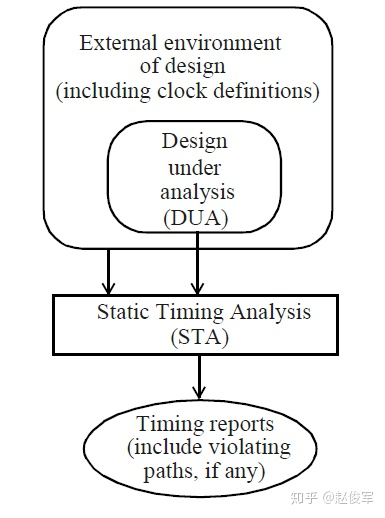 External environment
of design
(including clock definitions)
Design
under
analysis
(DUA)
Static Timing Analysis
(STA)
Timing reports
(include violating
paths, if any)
知乎 @赵俊军